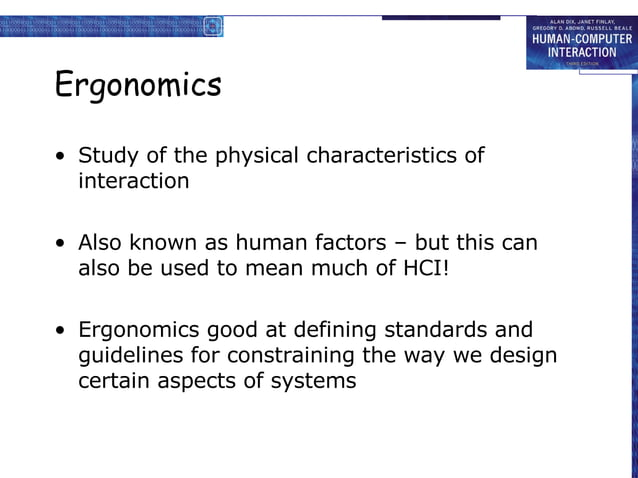 ALAN DIX, JANET FINLAY,
GREGORY D. ABOWD, RUSSELL BEALE
HUMAN-COMPUTER
INTERACTION
THIRD EDITION
Ergonomics
• Study of the physical characteristics of
interaction
• Also known as human factors – but this can
also be used to mean much of HCI!
• Ergonomics good at defining standards and
guidelines for constraining the way we design
certain aspects of systems